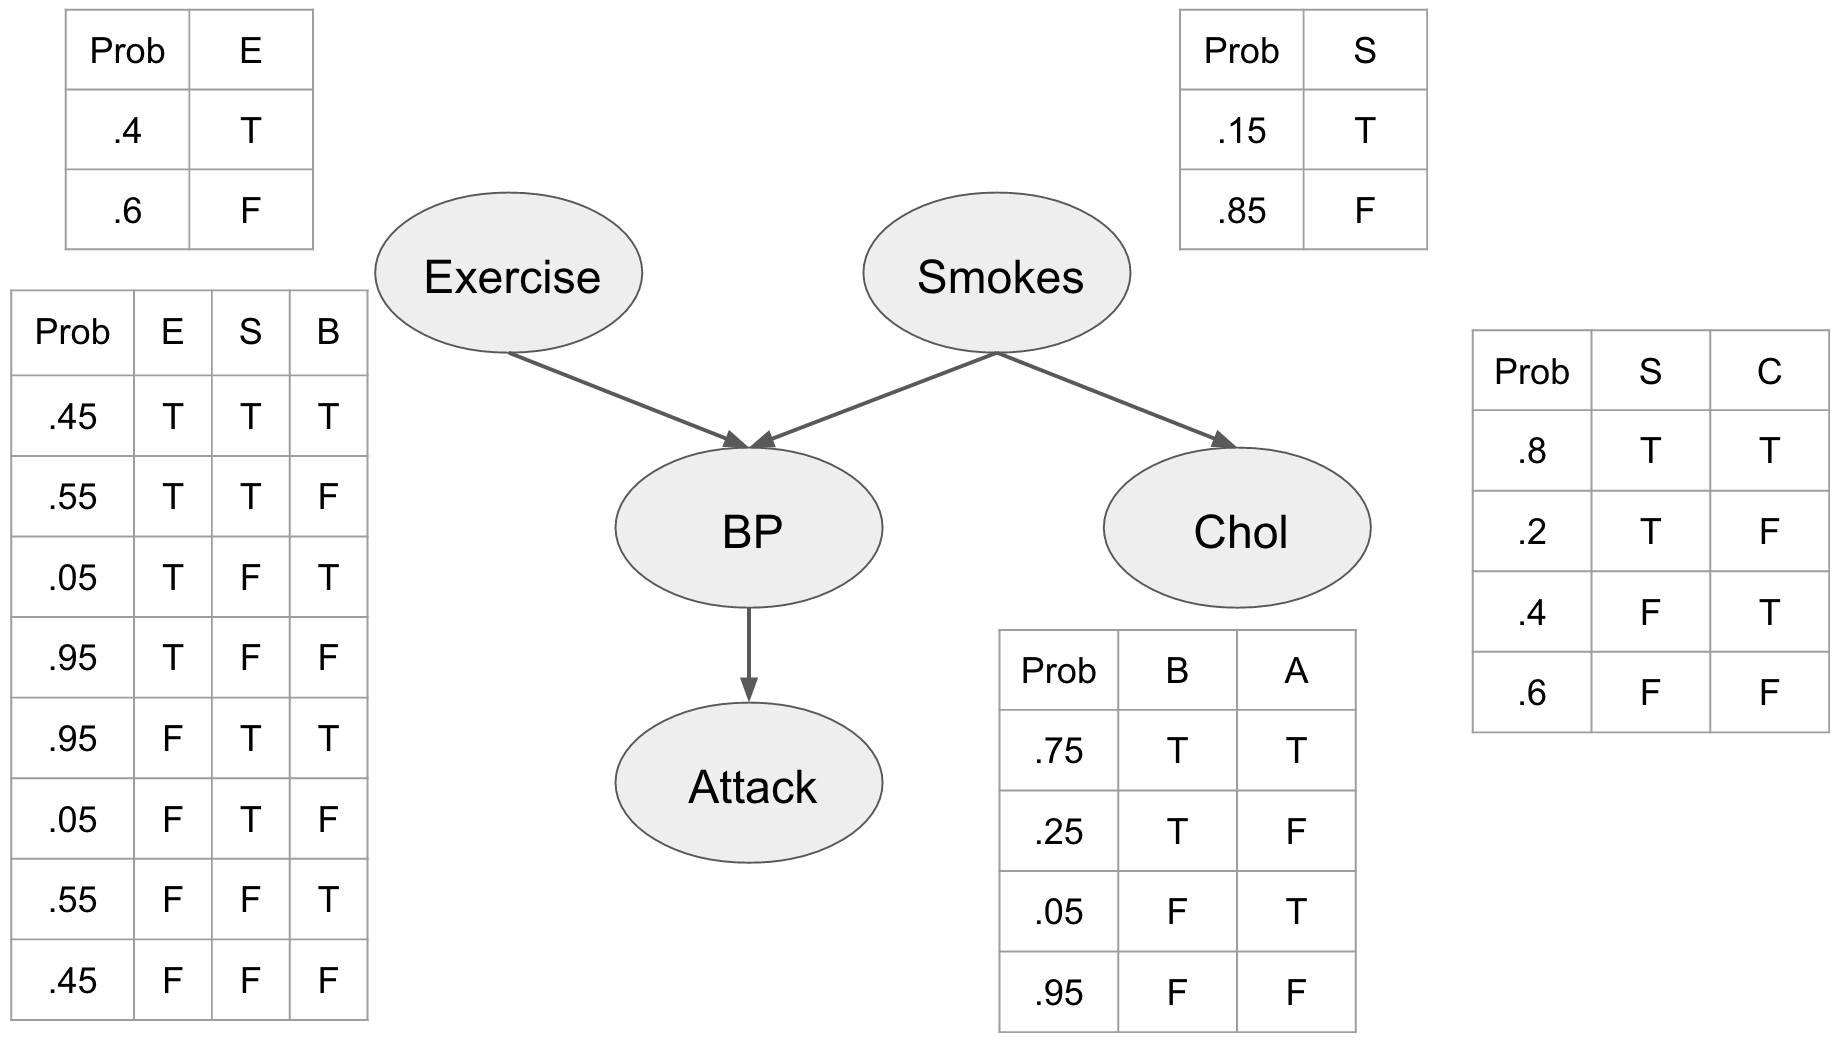 Prob E
.4 T
.6 F
Prob S
.15 T
.85 F
Exercise
Smokes
Prob E S B
.45 T T T
.55 T T F
.05 T F T
.95 T F F
.95 F T T
.05 F T F
.55 F F T
.45 F F F
Prob S C
.8 T T
.2 T F
.4 F T
.6 F F
BP
Chol
Attack
Prob B A
.75 T T
.25 T F
.05 F T
.95 F F